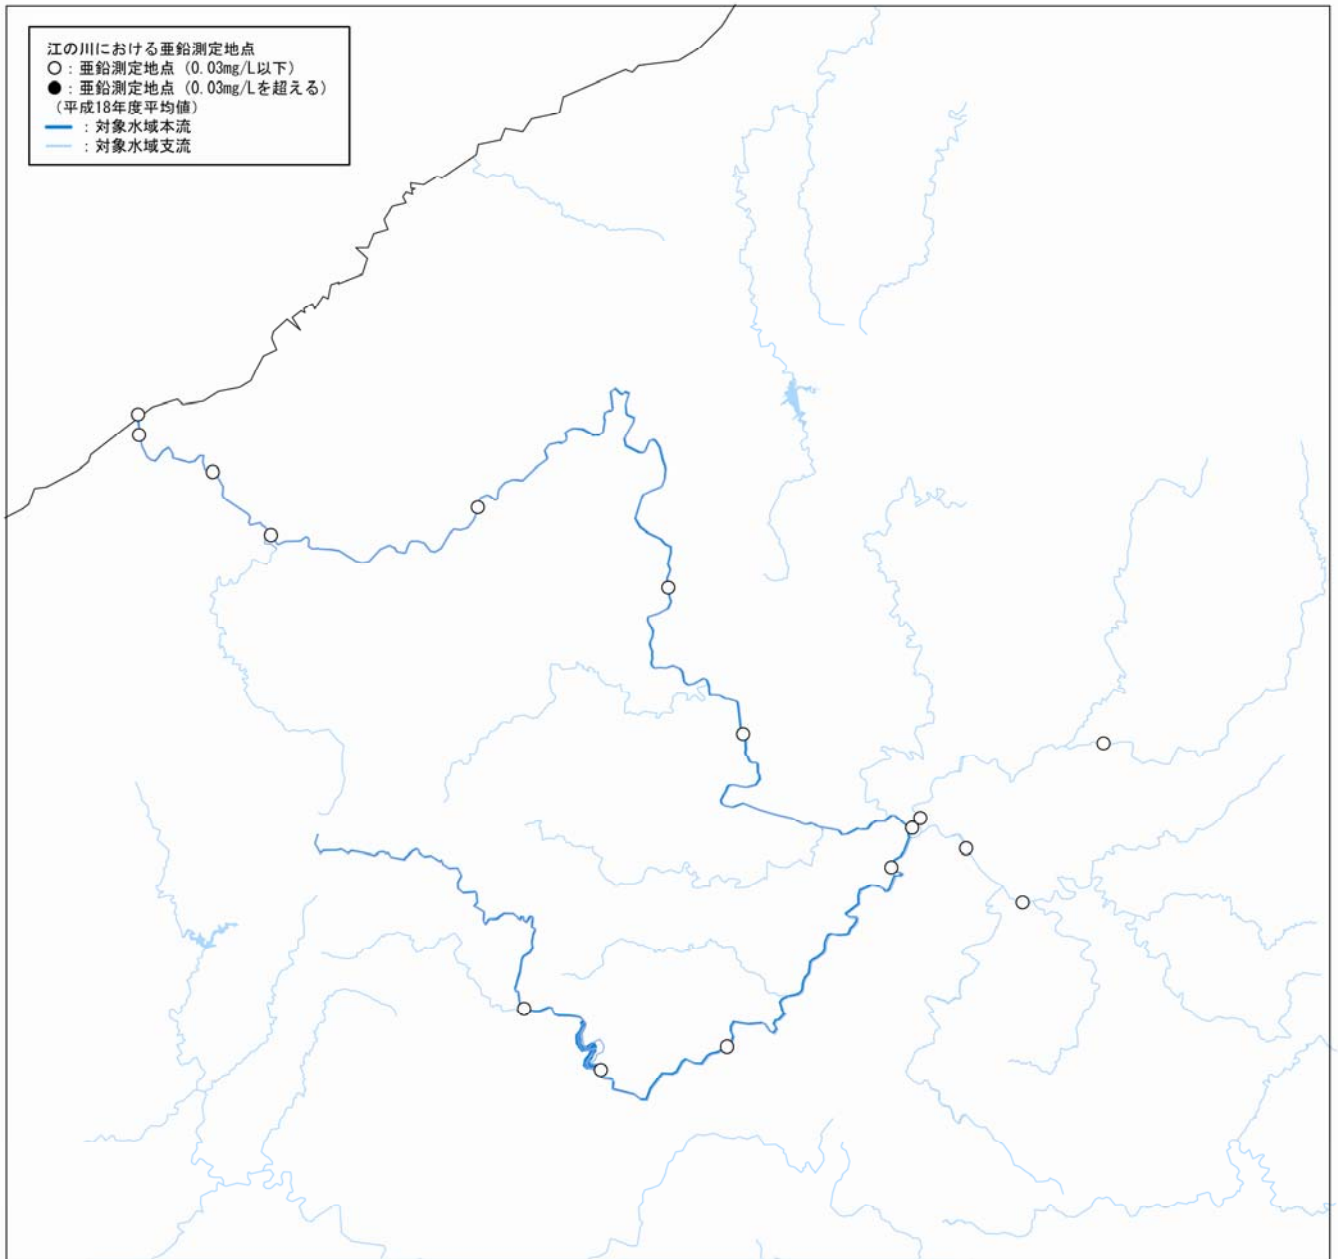 江の川における亜鉛測定地点
○：亜鉛測定地点（0.03mg/L以下）
●：亜鉛測定地点（0.03mg/Lを超える）
（平成18年度平均値）
：対象水域本流
：対象水域支流